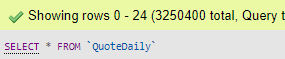 Showing rows 0 - 24 (3250400 total, Query t
SELECT * FROM `QuoteDaily`